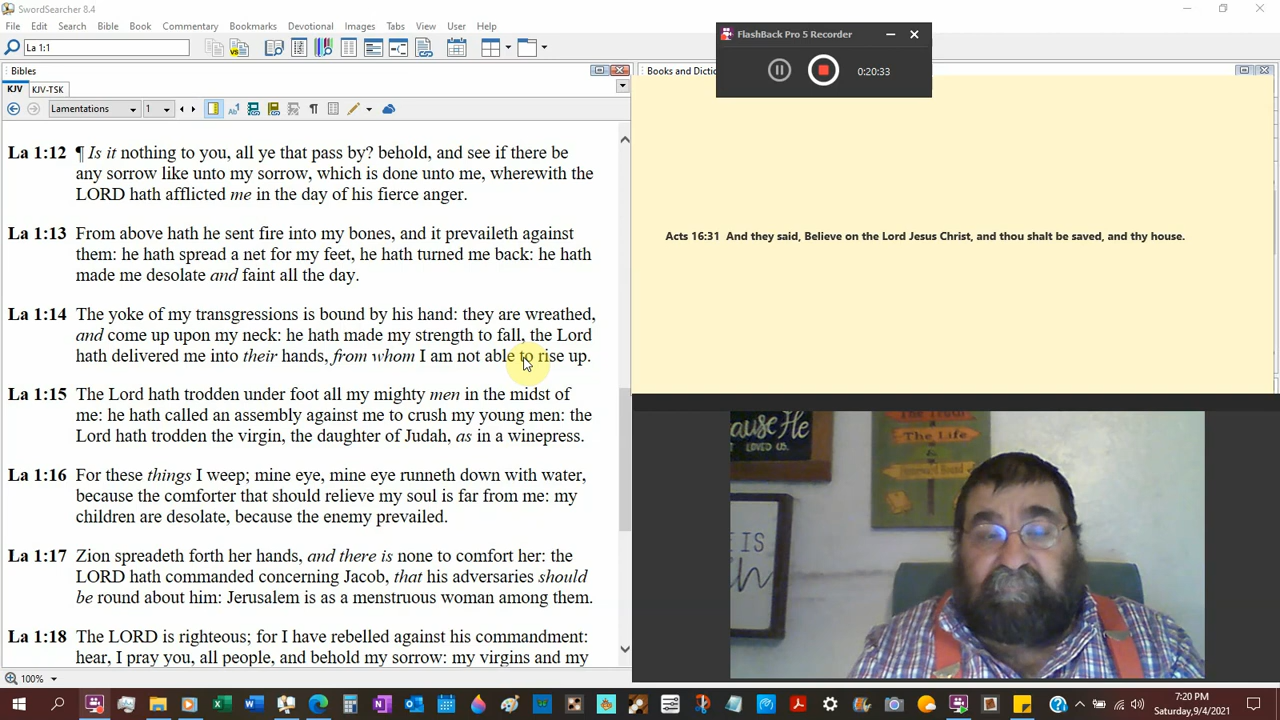 SwordSearcher 8.4
File Edit Search Bible Book Commentary Bookmarks Devotional Images Tabs View User Help
La 1:1
VS
Bibles
KJV KJV-TSK
Lamentations 1
La 1:12 ¶ Is it nothing to you, all ye that pass by? behold, and see if there be
any sorrow like unto my sorrow, which is done unto me, wherewith the
LORD hath afflicted me in the day of his fierce anger.
La 1:13 From above hath he sent fire into my bones, and it prevaileth against
them: he hath spread a net for my feet, he hath turned me back: he hath
made me desolate and faint all the day.
La 1:14 The yoke of my transgressions is bound by his hand: they are wreathed,
and come up upon my neck: he hath made my strength to fall, the Lord
hath delivered me into their hands, from whom I am not able to rise up.
La 1:15 The Lord hath trodden under foot all my mighty men in the midst of
me: he hath called an assembly against me to crush my young men: the
Lord hath trodden the virgin, the daughter of Judah, as in a winepress.
La 1:16 For these things I weep; mine eye, mine eye runneth down with water,
because the comforter that should relieve my soul is far from me: my
children are desolate, because the enemy prevailed.
La 1:17 Zion spreadeth forth her hands, and there is none to comfort her: the
LORD hath commanded concerning Jacob, that his adversaries should
be round about him: Jerusalem is as a menstruous woman among them.
La 1:18 The LORD is righteous; for I have rebelled against his commandment:
hear, I pray you, all people, and behold my sorrow: my virgins and my
100%
FlashBack Pro 5 Recorder
0:20:33
Books and Dicti
Acts 16:31 And they said, Believe on the Lord Jesus Christ, and thou shalt be saved, and thy house.
ause He
LOVED US.
The Truth
The Life
Homeward Bound
E IS
7:20 PM
Saturday,9/4/2021